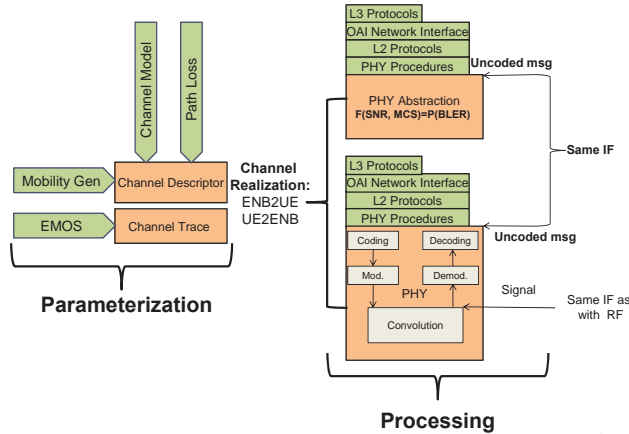 Channel Model
Path Loss
Mobility Gen
Channel Descriptor
EMOS
Channel Trace
Parameterization
Channel
Realization:
ENB2UE
UE2ENB
L3 Protocols
OAI Network Interface
L2 Protocols
PHY Procedures
Uncoded msg
PHY Abstraction
F(SNR, MCS)=P(BLER)
Same IF
L3 Protocols
OAI Network Interface
L2 Protocols
PHY Procedures
Uncoded msg
Coding
Decoding
Mod.
Demod.
PHY
Signal
Convolution
Same IF as
with RF
Processing